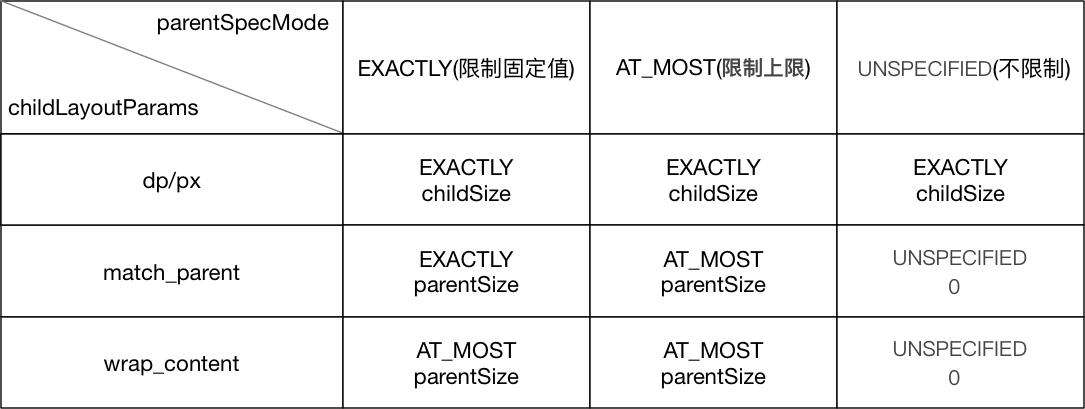 parentSpecMode
childLayoutParams
EXACTLY(限制固定值)
AT_MOST(限制上限)
UNSPECIFIED(不限制)
dp/px
EXACTLY
childSize
EXACTLY
childSize
EXACTLY
childSize
match_parent
EXACTLY
parentSize
AT_MOST
parentSize
UNSPECIFIED
0
wrap_content
AT_MOST
parentSize
AT_MOST
parentSize
UNSPECIFIED
0